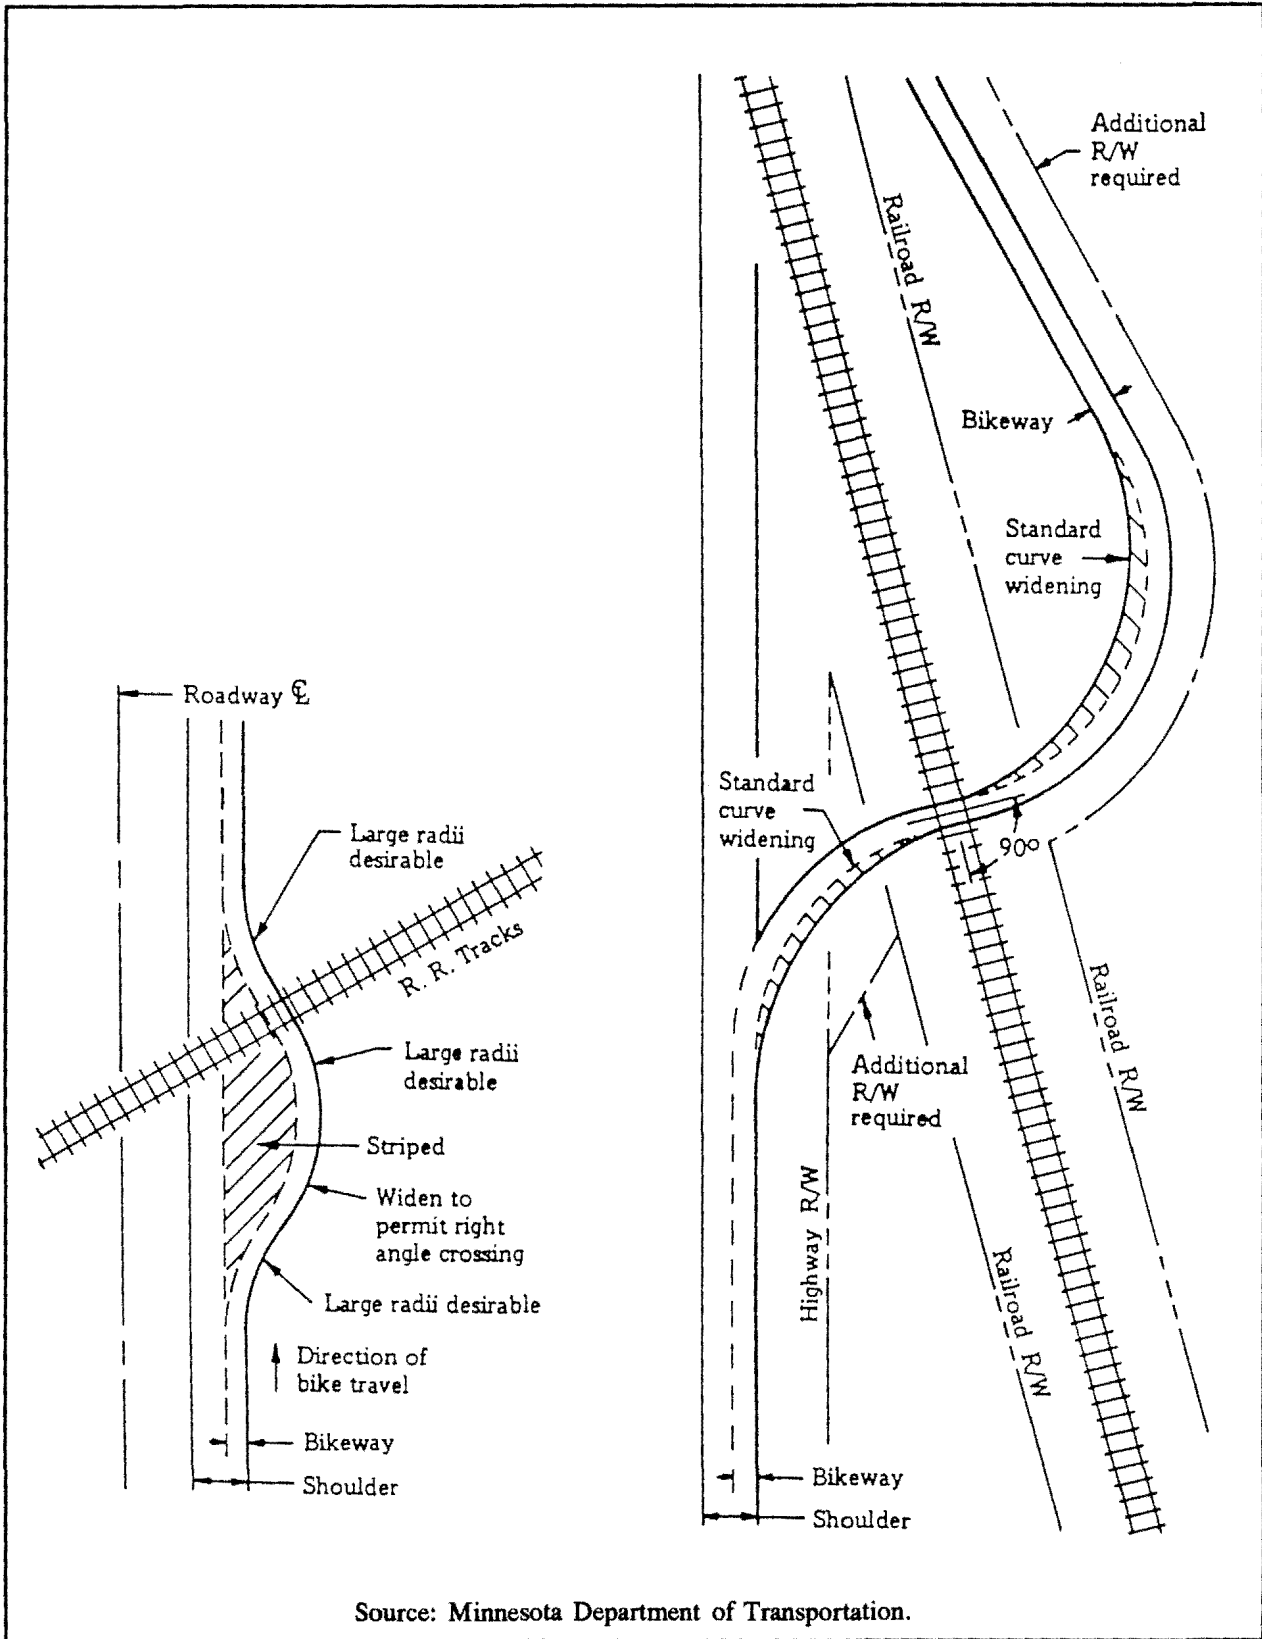 Additional
R/W
required
Railroad R/W
Bikeway
Standard
curve
widening
Roadway ℄
Standard
curve
widening
Large radii
desirable
90°
R. R. Tracks
Railroad R/W
Large radii
desirable
Additional
R/W
required
Striped
Highway R/W
Widen to
permit right
angle crossing
Railroad R/W
Large radii desirable
Direction of
bike travel
Bikeway
Shoulder
Bikeway
Shoulder
Source: Minnesota Department of Transportation.